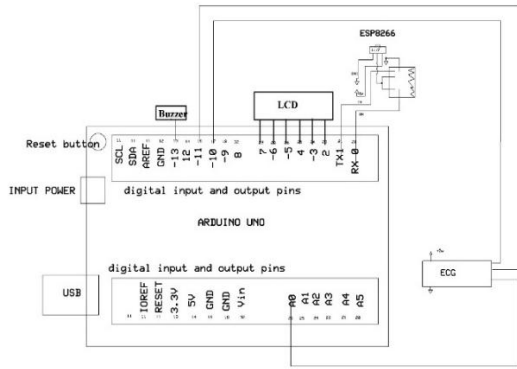 ESP8266
LCD
Buzzer
Reset button
SCL
SDA
AREF
GND
-13
12
-11
-10
-9
8
7
-6
-5
4
-3
2
TX1
RX-0
INPUT POWER
digital input and output pins
ARDUINO UNO
ECG
digital input and output pins
USB
IOREF
RESET
3.3V
5V
GND
GND
Vin
A0
A1
A2
A3
A4
A5